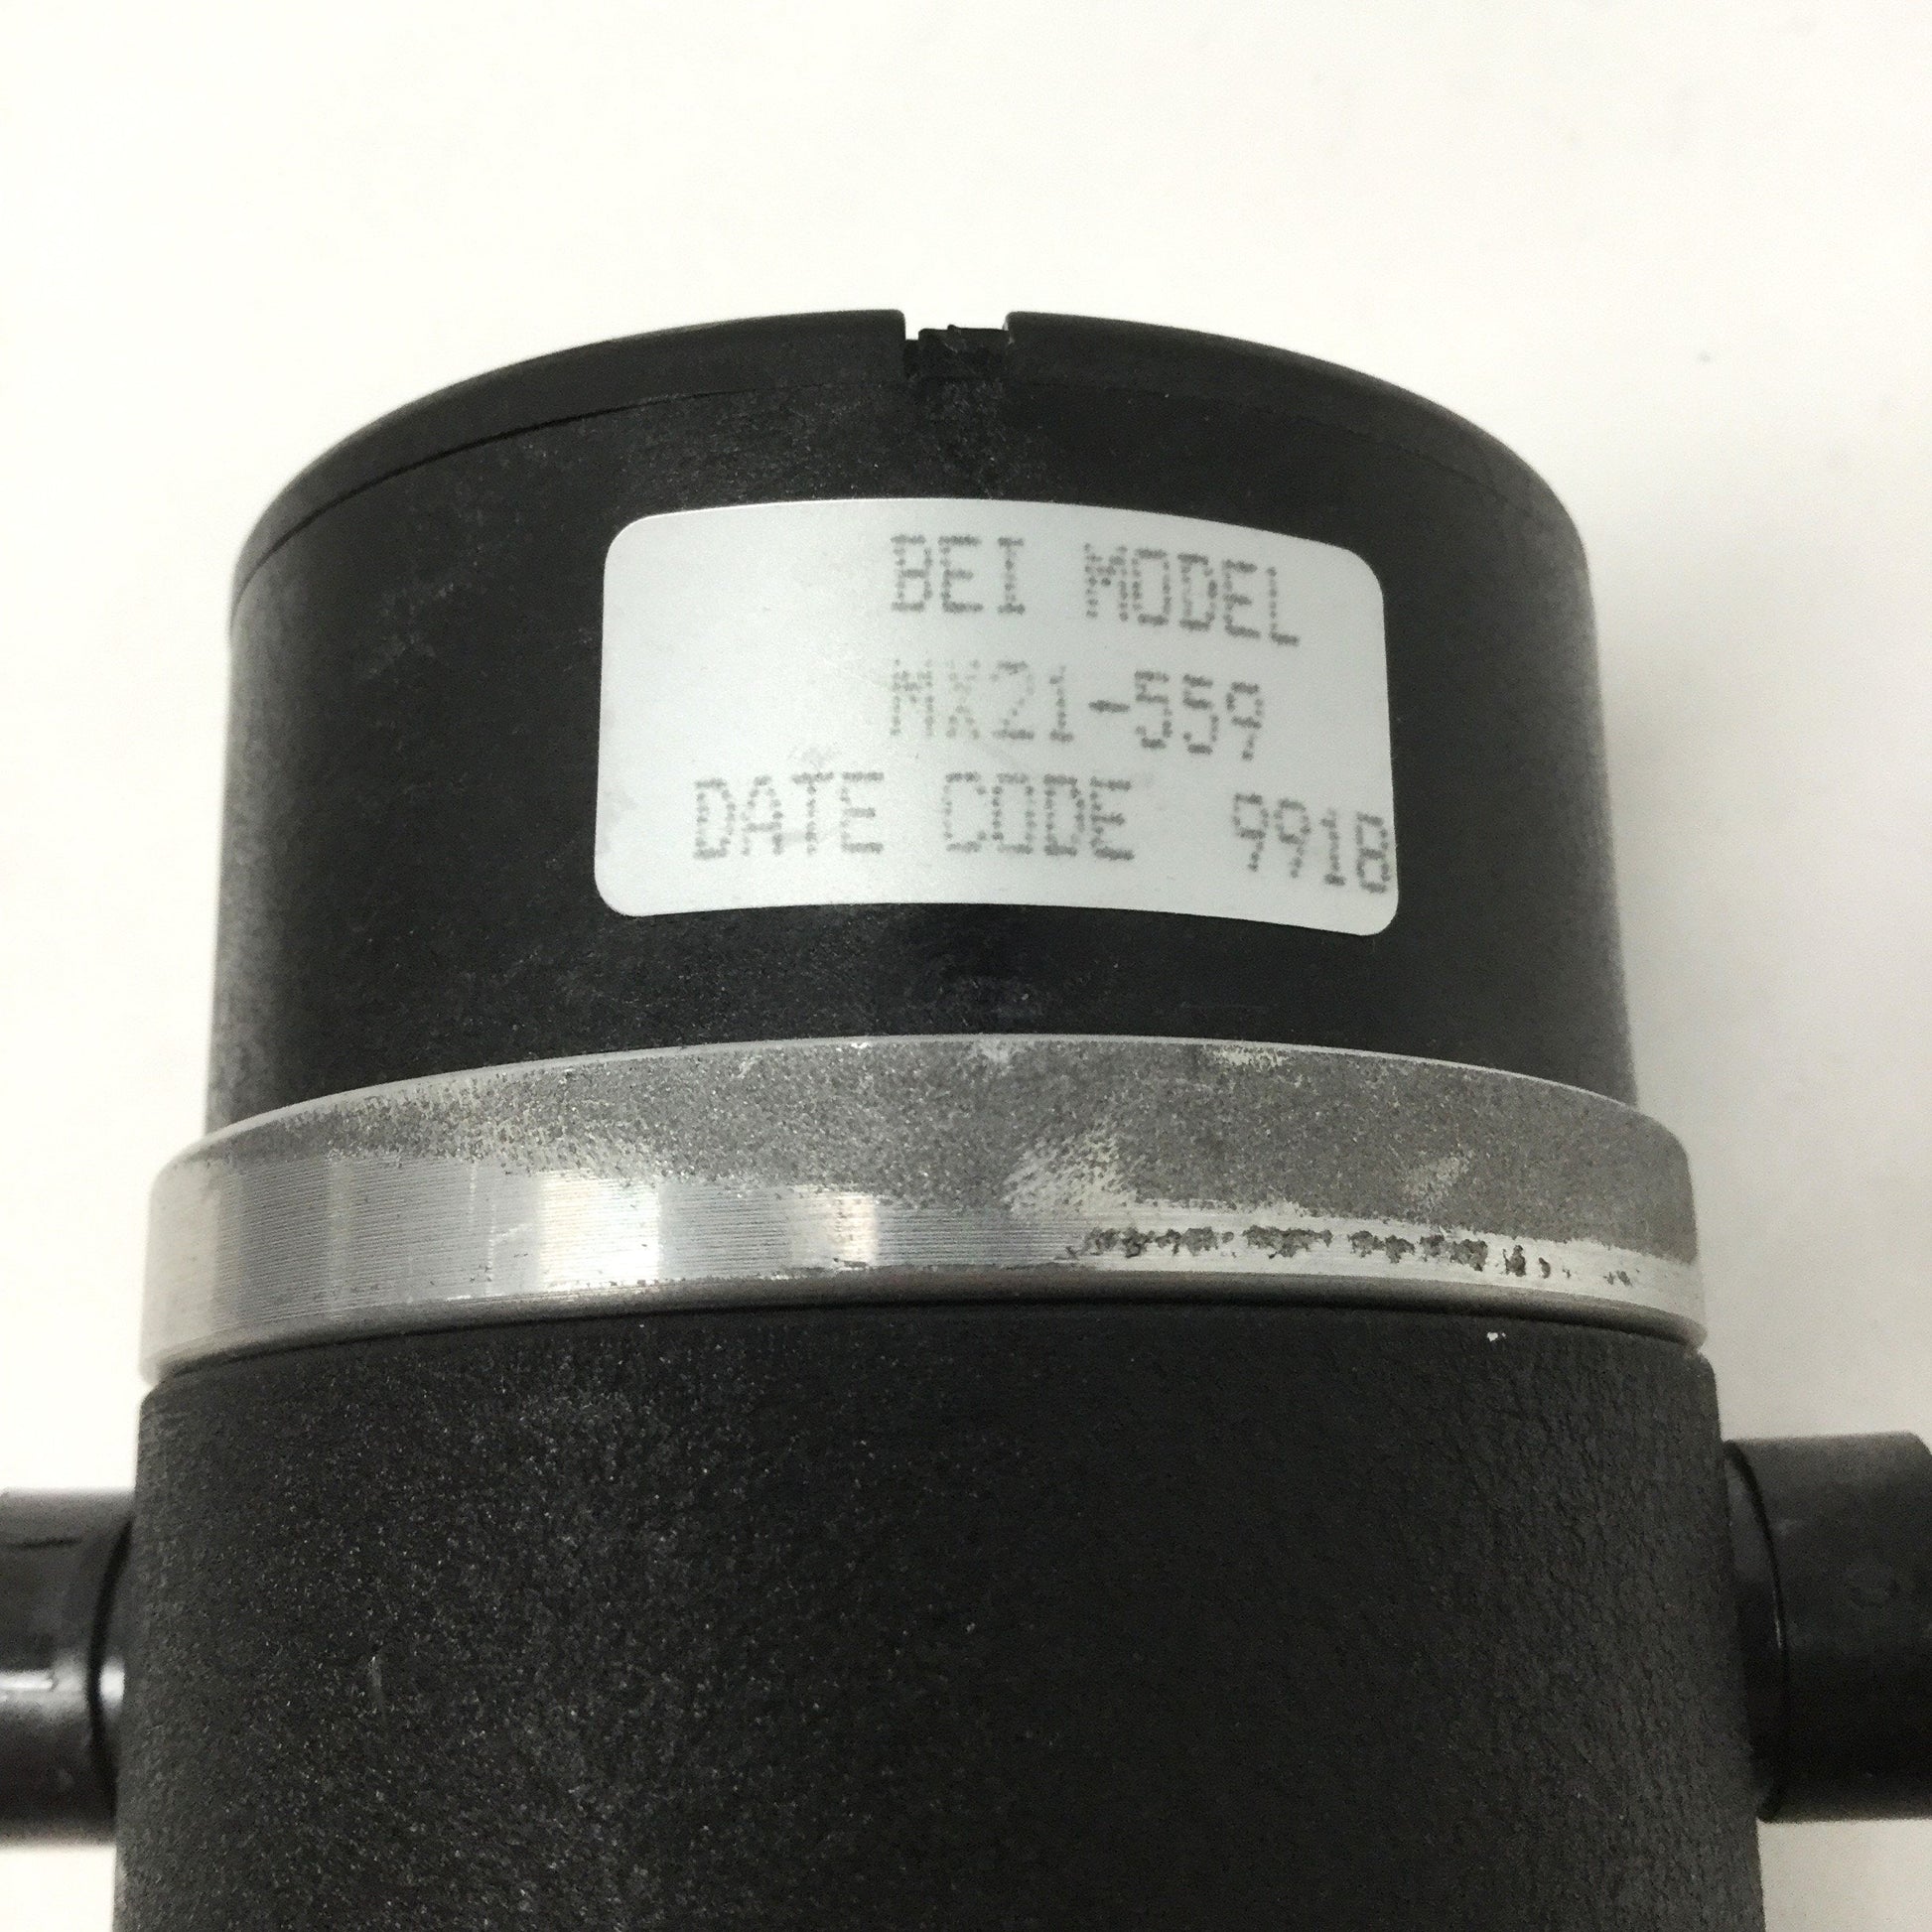 BEI MODEL
MX21-559
DATE CODE 9918